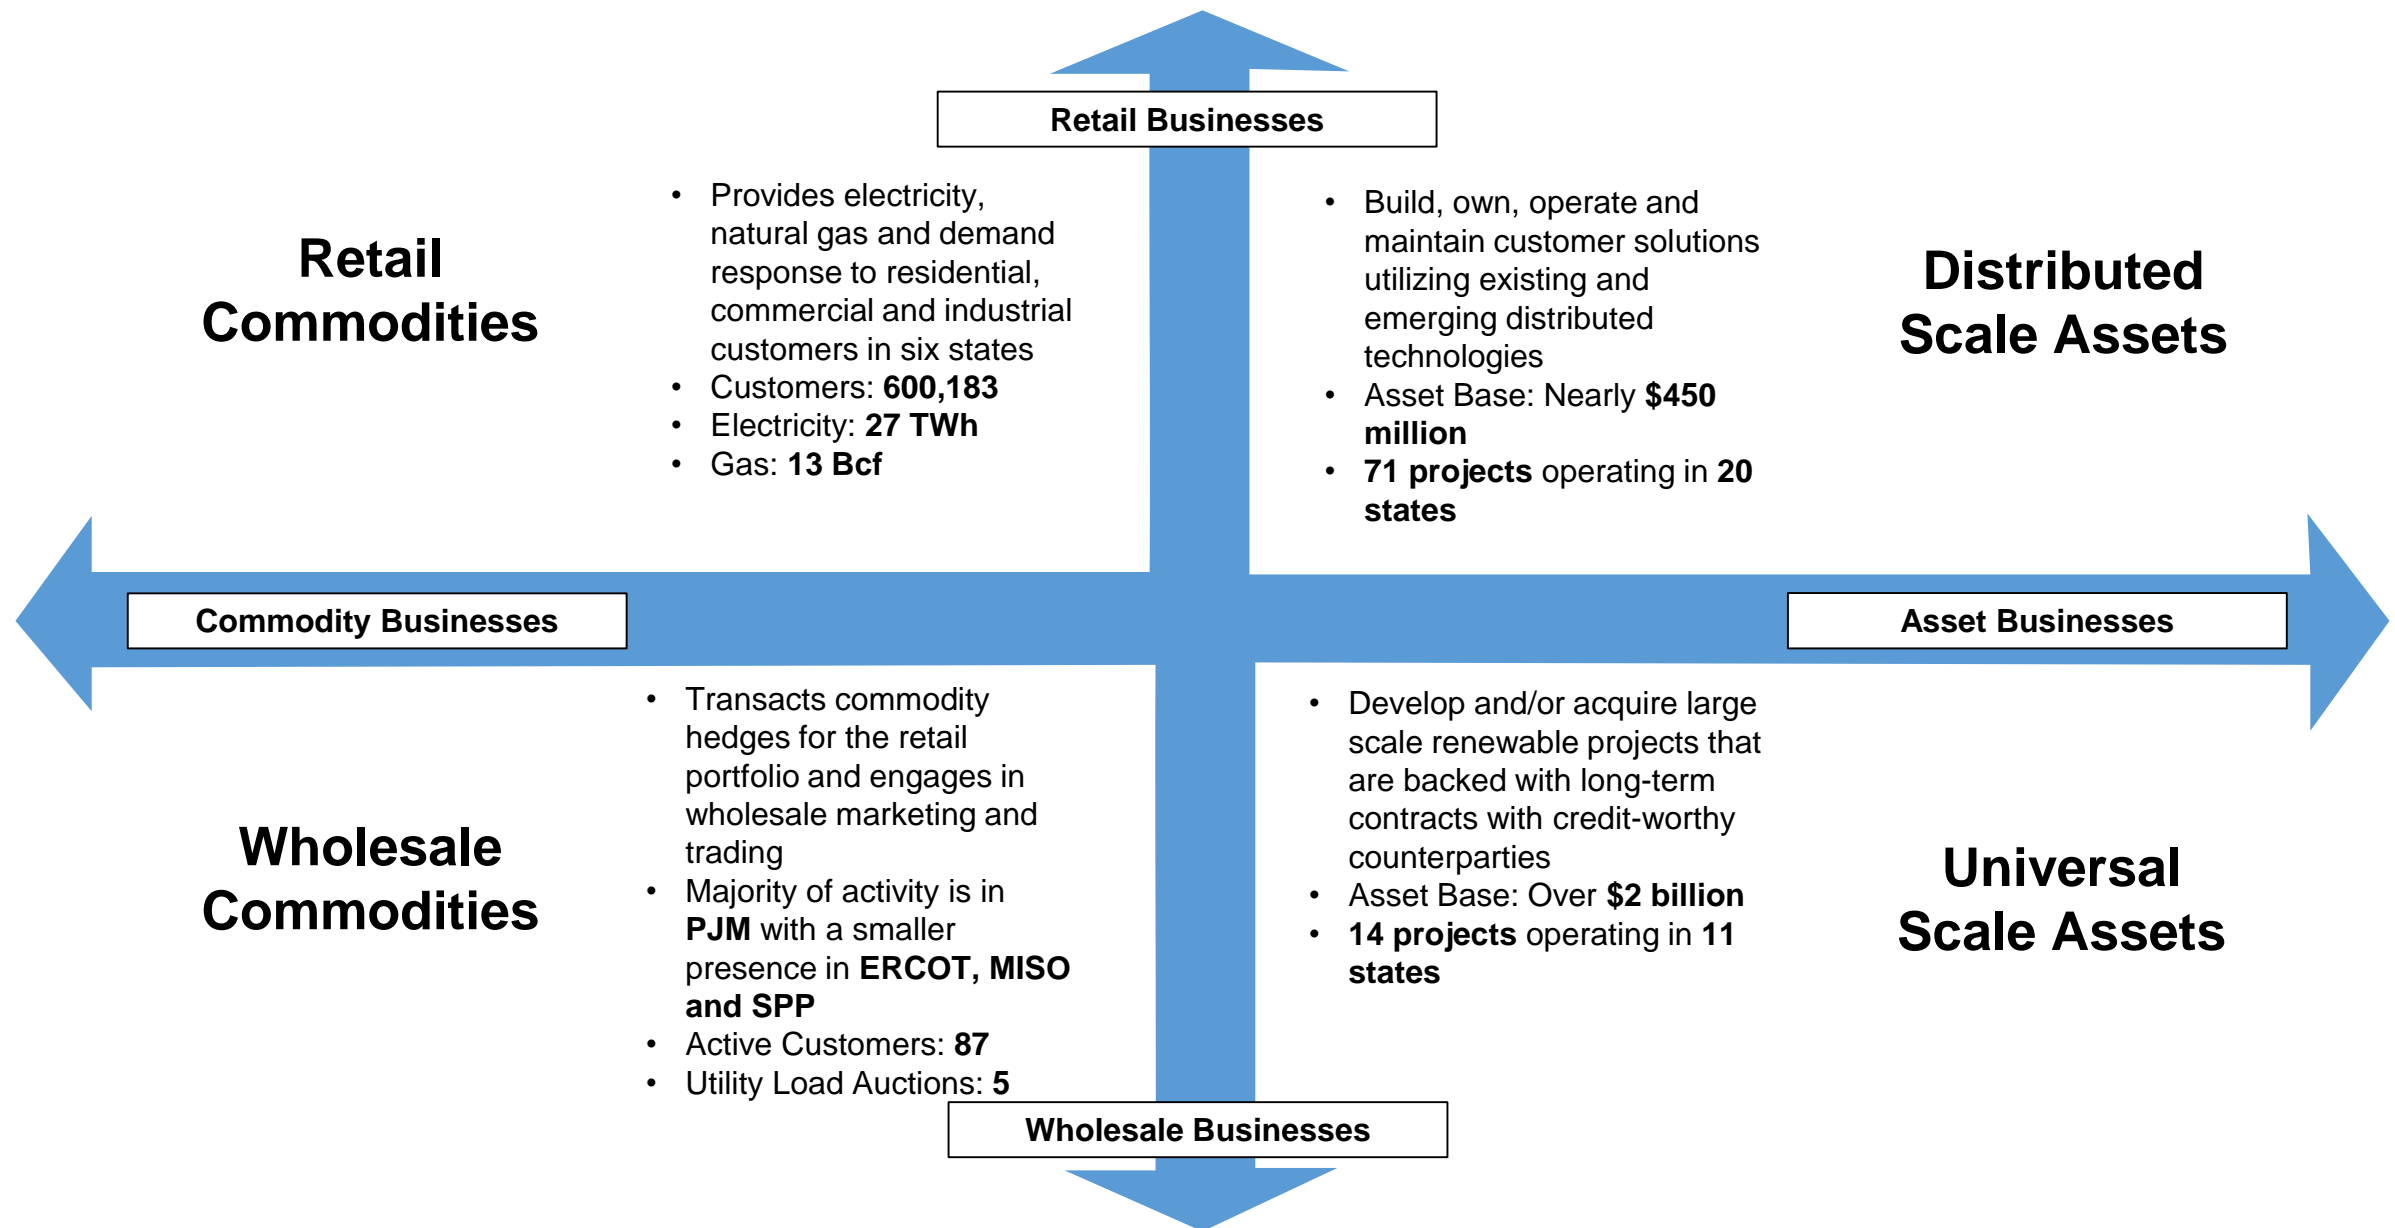 Retail Businesses
Retail
Commodities
• Provides electricity,
natural gas and demand
response to residential,
commercial and industrial
customers in six states
• Customers: 600,183
• Electricity: 27 TWh
• Gas: 13 Bcf
• Build, own, operate and
maintain customer solutions
utilizing existing and
emerging distributed
technologies
• Asset Base: Nearly $450
million
• 71 projects operating in 20
states
Distributed
Scale Assets
Commodity Businesses
Asset Businesses
Wholesale
Commodities
• Transacts commodity
hedges for the retail
portfolio and engages in
wholesale marketing and
trading
• Majority of activity is in
PJM with a smaller
presence in ERCOT, MISO
and SPP
• Active Customers: 87
• Utility Load Auctions: 5
• Develop and/or acquire large
scale renewable projects that
are backed with long-term
contracts with credit-worthy
counterparties
• Asset Base: Over $2 billion
• 14 projects operating in 11
states
Universal
Scale Assets
Wholesale Businesses